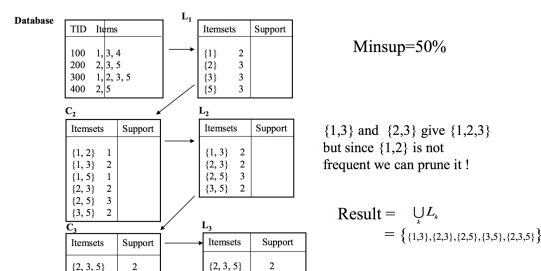 Database
TID Items
100 1, 3, 4
200 2, 3, 5
300 1, 2, 3, 5
400 2, 5
L1
Itemsets Support
{1} 2
{2} 3
{3} 3
{5} 3
Minsup=50%
C2
Itemsets Support
{1, 2} 1
{1, 3} 2
{1, 5} 1
{2, 3} 2
{2, 5} 3
{3, 5} 2
L2
Itemsets Support
{1, 3} 2
{2, 3} 2
{2, 5} 3
{3, 5} 2
{1,3} and {2,3} give {1,2,3}
but since {1,2} is not
frequent we can prune it !
C3
Itemsets Support
{2, 3, 5} 2
L3
Itemsets Support
{2, 3, 5} 2
Result = ⋃k Lk
= {{1,3},{2,3},{2,5},{3,5},{2,3,5}}